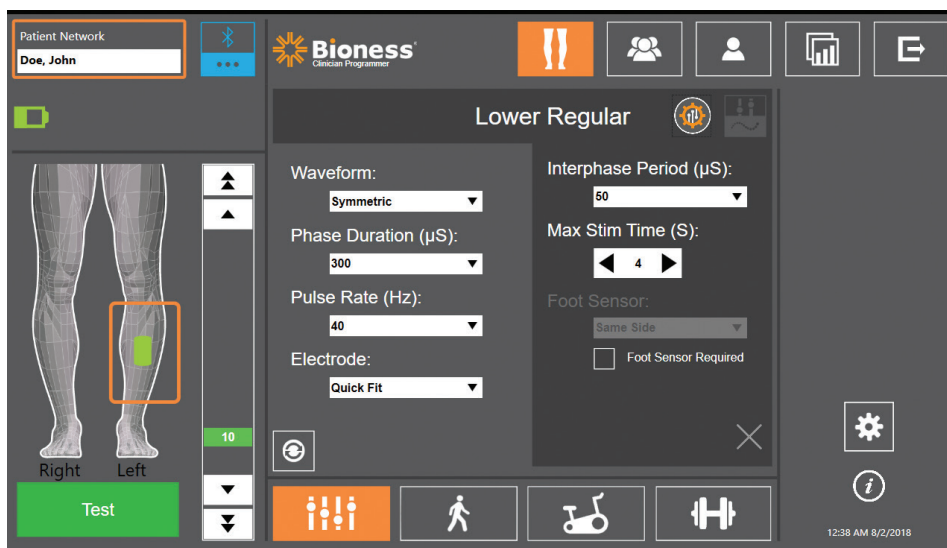 Patient Network
Doe, John
Bioness
Clinician Programmer
Lower Regular
Waveform:
Symmetric
Phase Duration (µS):
300
Pulse Rate (Hz):
40
Electrode:
Quick Fit
Interphase Period (µS):
50
Max Stim Time (S):
4
Foot Sensor:
Same Side
Foot Sensor Required
10
Right Left
Test
i
12:38 AM 8/2/2018